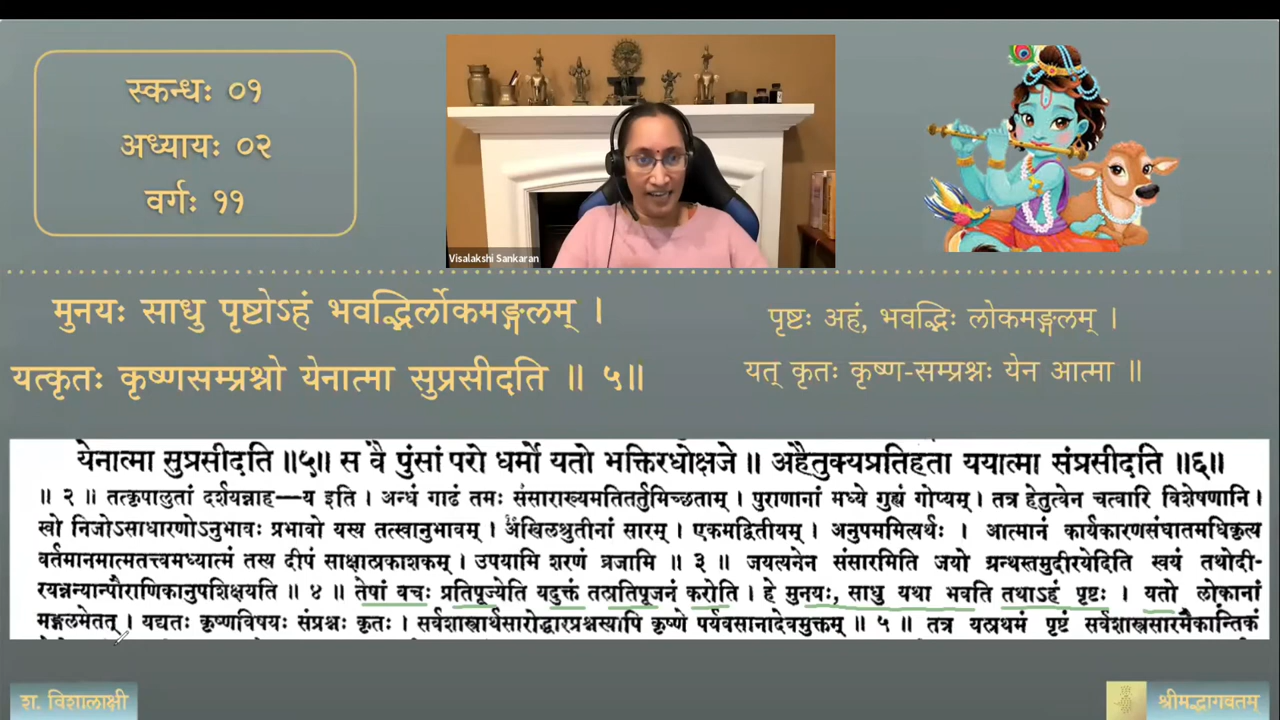 स्कन्धः ०१
अध्यायः ०२
वर्गः ११
Visalakshi Sankaran
मुनयः साधु पृष्टोऽहं भवद्भिर्लोकमङ्गलम् ।
यत्कृतः कृष्णसम्प्रश्नो येनात्मा सुप्रसीदति ॥ ५॥
पृष्टः अहं, भवद्भिः लोकमङ्गलम् ।
यत् कृतः कृष्ण-सम्प्रश्नः येन आत्मा ॥
येनात्मा सुप्रसीदति ॥५॥ स वै पुंसां परो धर्मो यतो भक्तिरधोक्षजे ॥ अहैतुक्यप्रतिहता ययात्मा संप्रसीदति ॥६॥
॥ २ ॥ तत्कृपालुतां दर्शयन्नाह—य इति । अन्धं गाढं तमः संसाराख्यमतितर्तुमिच्छताम् । पुराणानां मध्ये गुह्यं गोप्यम् । तत्र हेतुत्वेन चत्वारि विशेषणानि ।
स्वो निजोऽसाधारणोऽनुभावः प्रभावो यस्य तत्स्वानुभावम् । अखिलश्रुतीनां सारम् । एकमद्वितीयम् । अनुपममित्यर्थः । आत्मानं कार्यकारणसंघातमधिकृत्य
वर्तमानमात्मतत्त्वमध्यात्मं तस्य दीपं साक्षात्प्रकाशकम् । उपयामि शरणं व्रजामि ॥ ३ ॥ जयत्यनेन संसारमिति जयो ग्रन्थस्तमुदीरयेदिति स्वयं तथोदी-
रयन्नन्यान्पौराणिकानुपशिक्षयति ॥ ४ ॥ तेषां वचः प्रतिपूज्येति यदुक्तं तत्प्रतिपूजनं करोति । हे मुनयः, साधु यथा भवति तथाऽहं पृष्टः । यतो लोकानां
मङ्गलमेतत् । यद्यतः कृष्णविषयः संप्रश्नः कृतः । सर्वशास्त्रार्थसारोद्धारप्रश्नस्यापि कृष्णे पर्यवसानादेवमुक्तम् ॥ ५ ॥ तत्र यत्प्रथमं पृष्टं सर्वशास्त्रसारमैकान्तिकं
श. विशालाक्षी
श्रीमद्भागवतम्